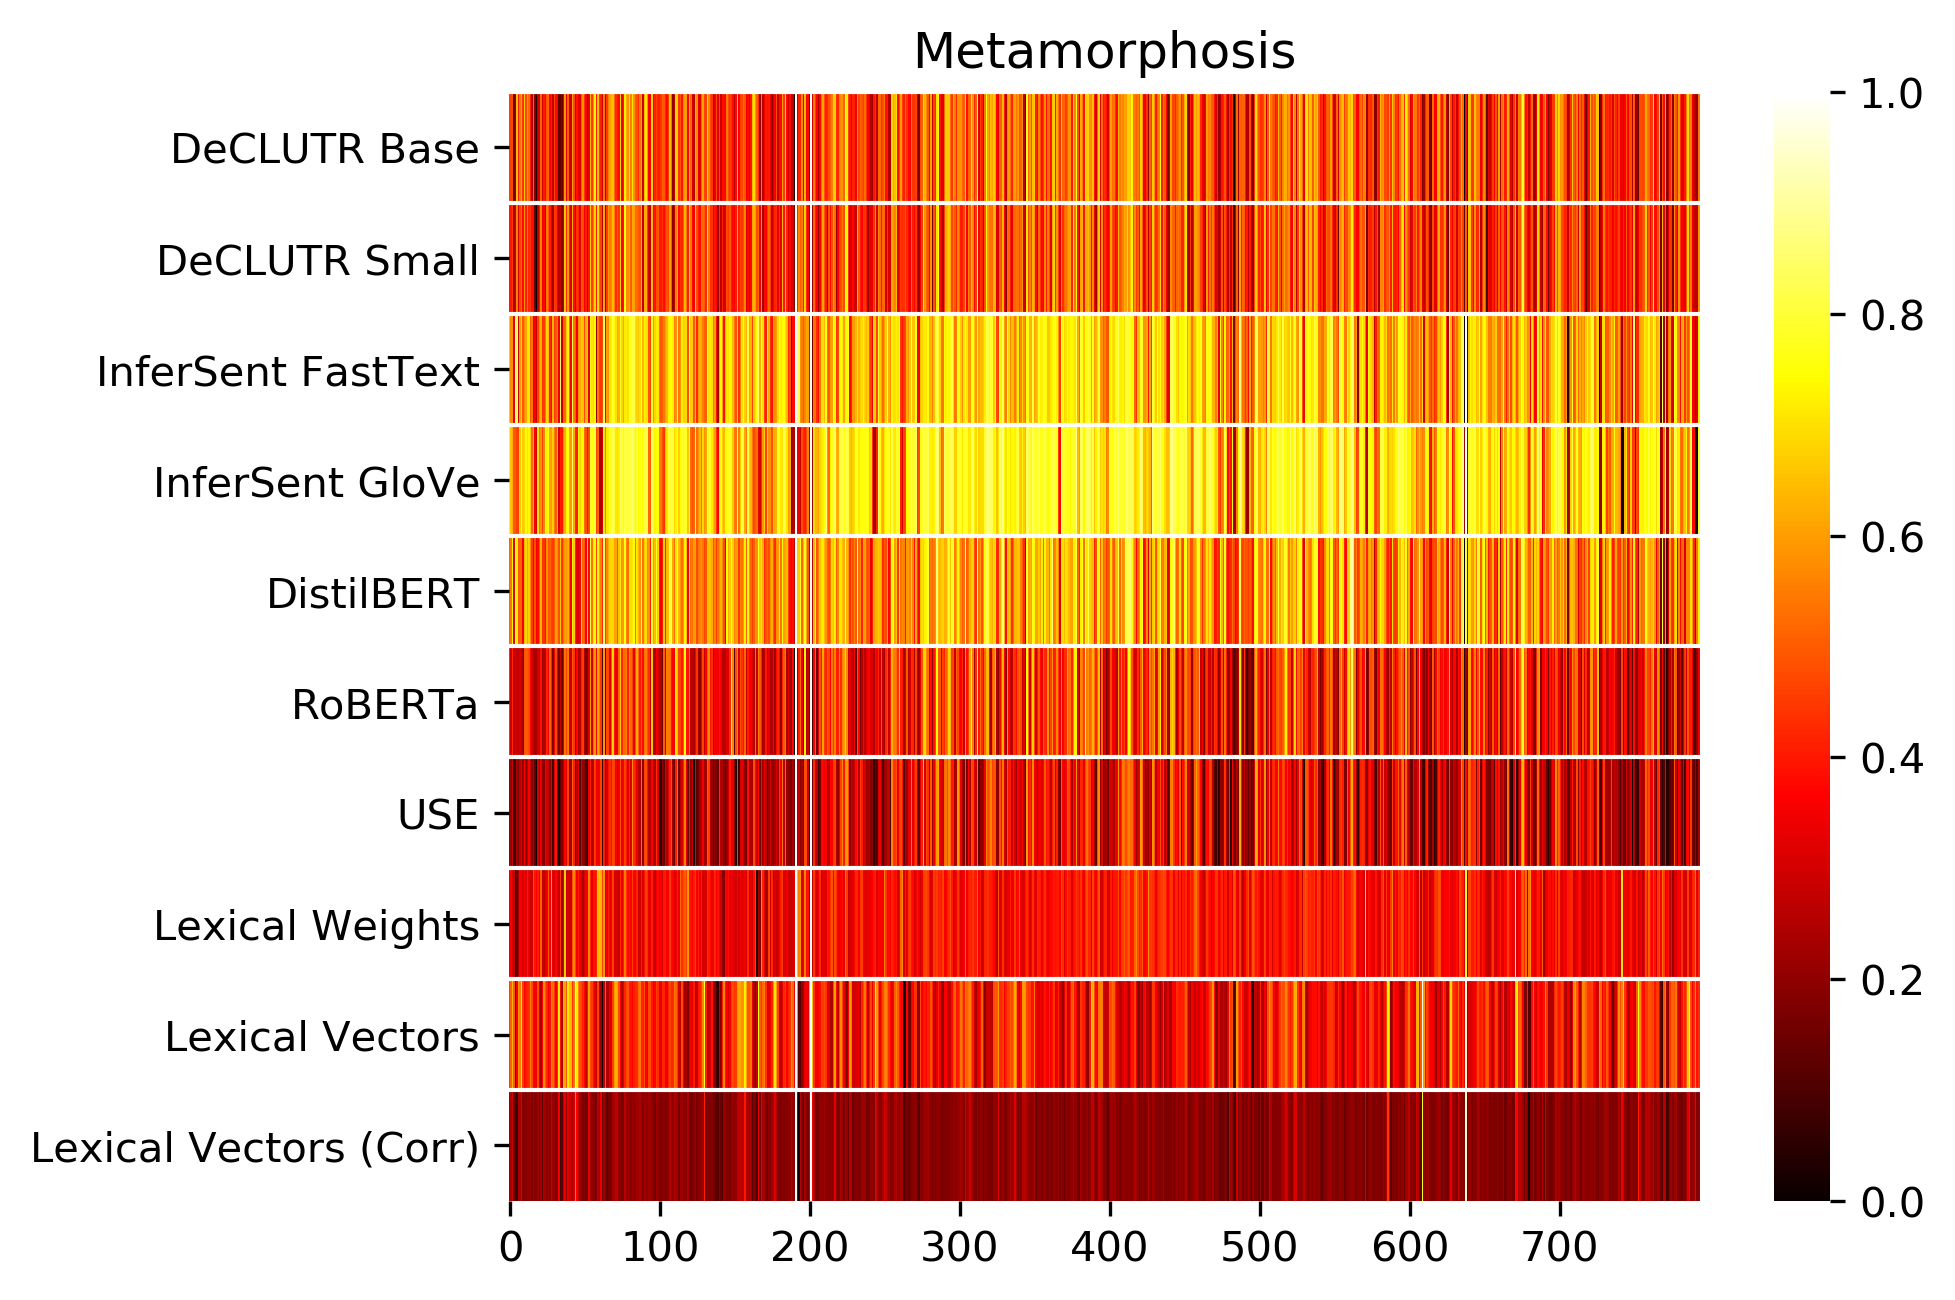 Metamorphosis
DeCLUTR Base
DeCLUTR Small
InferSent FastText
InferSent GloVe
DistilBERT
RoBERTa
USE
Lexical Weights
Lexical Vectors
Lexical Vectors (Corr)
0 100 200 300 400 500 600 700
1.0
0.8
0.6
0.4
0.2
0.0